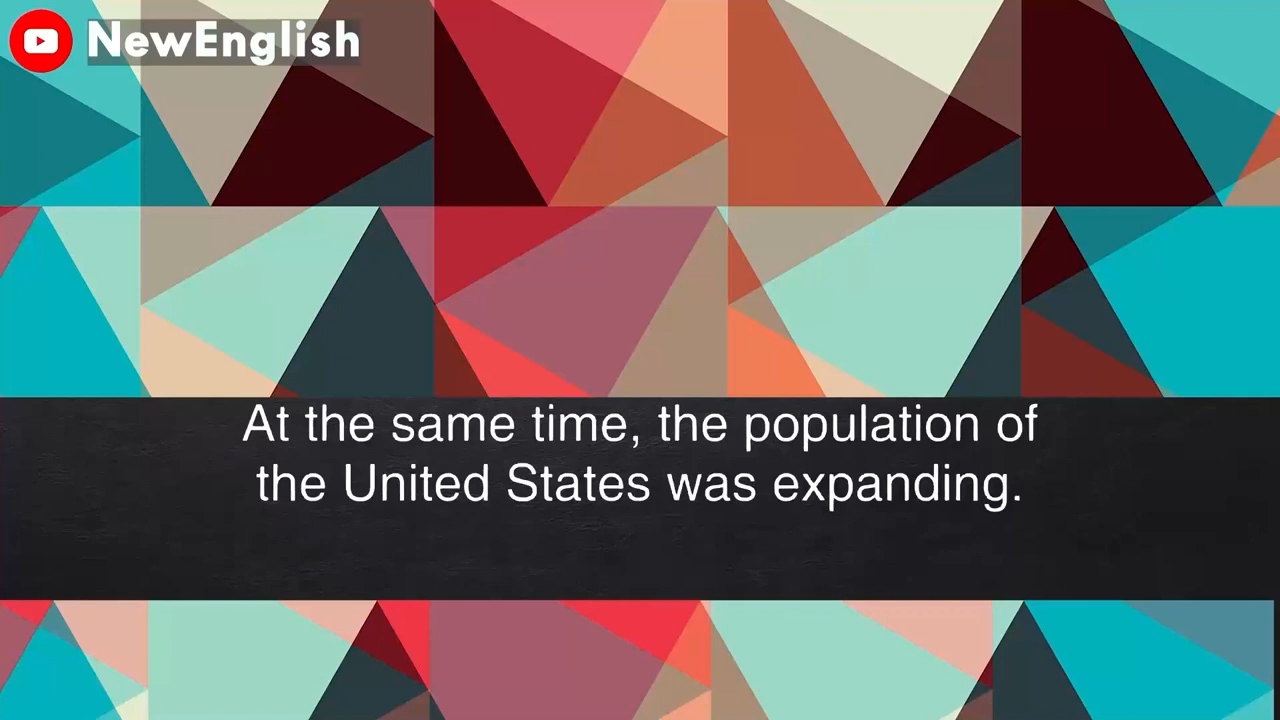 NewEnglish
At the same time, the population of
the United States was expanding.